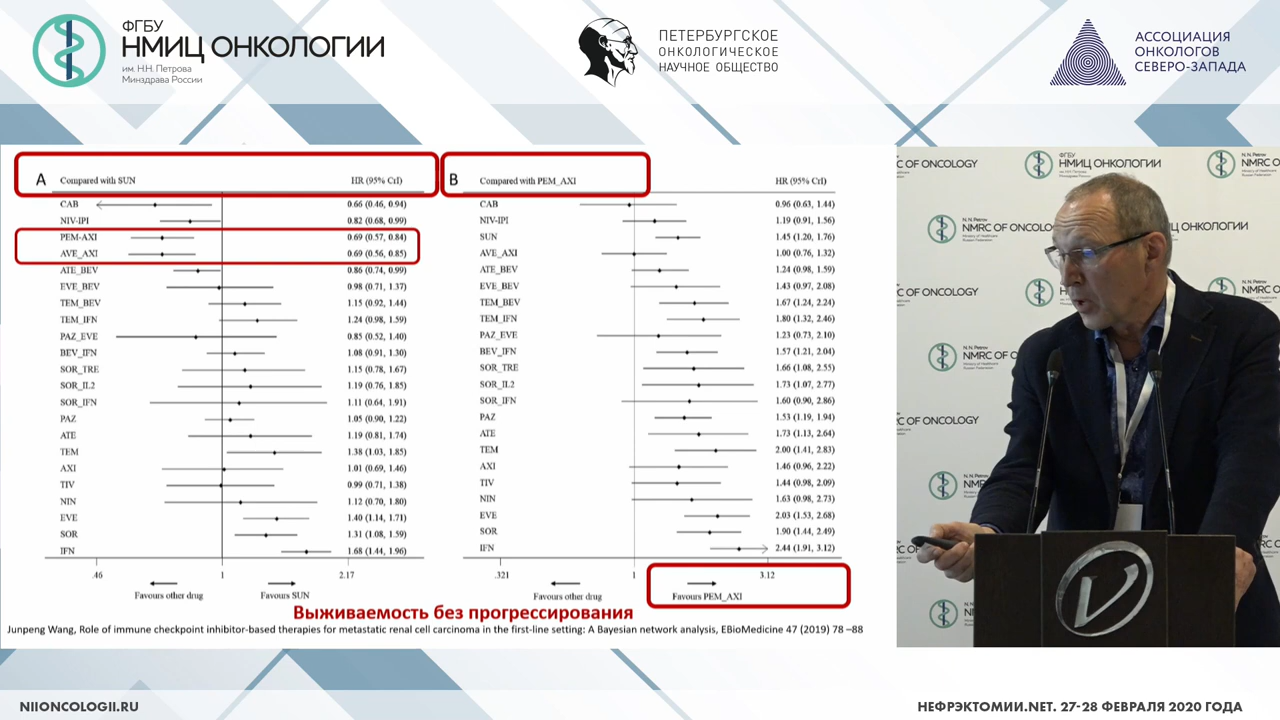 ФГБУ
НМИЦ ОНКОЛОГИИ
им. Н.Н. Петрова
Минздрава России
ПЕТЕРБУРГСКОЕ
ОНКОЛОГИЧЕСКОЕ
НАУЧНОЕ ОБЩЕСТВО
АССОЦИАЦИЯ
ОНКОЛОГОВ
СЕВЕРО-ЗАПАДА
A Compared with SUN HR (95% CrI)
CAB 0.66 (0.46, 0.94)
NIV-IPI 0.82 (0.68, 0.99)
PEM-AXI 0.69 (0.57, 0.84)
AVE_AXI 0.69 (0.56, 0.85)
ATE_BEV 0.86 (0.74, 0.99)
EVE_BEV 0.98 (0.71, 1.37)
TEM_BEV 1.15 (0.92, 1.44)
TEM_IFN 1.24 (0.98, 1.59)
PAZ_EVE 0.85 (0.52, 1.40)
BEV_IFN 1.08 (0.91, 1.30)
SOR_TRE 1.15 (0.78, 1.67)
SOR_IL2 1.19 (0.76, 1.85)
SOR_IFN 1.11 (0.64, 1.91)
PAZ 1.05 (0.90, 1.22)
ATE 1.19 (0.81, 1.74)
TEM 1.38 (1.03, 1.85)
AXI 1.01 (0.69, 1.46)
TIV 0.99 (0.71, 1.38)
NIN 1.12 (0.70, 1.80)
EVE 1.40 (1.14, 1.71)
SOR 1.31 (1.08, 1.59)
IFN 1.68 (1.44, 1.96)
.46 1 2.17
Favours other drug Favours SUN
B Compared with PEM_AXI HR (95% CrI)
CAB 0.96 (0.63, 1.44)
NIV-IPI 1.19 (0.91, 1.56)
SUN 1.45 (1.20, 1.76)
AVE_AXI 1.00 (0.76, 1.32)
ATE_BEV 1.24 (0.98, 1.59)
EVE_BEV 1.43 (0.97, 2.08)
TEM_BEV 1.67 (1.24, 2.24)
TEM_IFN 1.80 (1.32, 2.46)
PAZ_EVE 1.23 (0.73, 2.10)
BEV_IFN 1.57 (1.21, 2.04)
SOR_TRE 1.66 (1.08, 2.55)
SOR_IL2 1.73 (1.07, 2.77)
SOR_IFN 1.60 (0.90, 2.86)
PAZ 1.53 (1.19, 1.94)
ATE 1.73 (1.13, 2.64)
TEM 2.00 (1.41, 2.83)
AXI 1.46 (0.96, 2.22)
TIV 1.44 (0.98, 2.09)
NIN 1.63 (0.98, 2.73)
EVE 2.03 (1.53, 2.68)
SOR 1.90 (1.44, 2.49)
IFN 2.44 (1.91, 3.12)
.321 1 3.12
Favours other drug Favours PEM_AXI
Выживаемость без прогрессирования
Junpeng Wang, Role of immune checkpoint inhibitor-based therapies for metastatic renal cell carcinoma in the first-line setting: A Bayesian network analysis, EBioMedicine 47 (2019) 78 –88
CC OF ONCOLOGY
ФГБУ
НМИЦ ОНКОЛОГИИ
N.N. Petrov
NMRC OF ONCOLO
NMRC OF O
NIIONCOLOGII.RU
НЕФРЭКТОМИИ.NET. 27-28 ФЕВРАЛЯ 2020 ГОДА